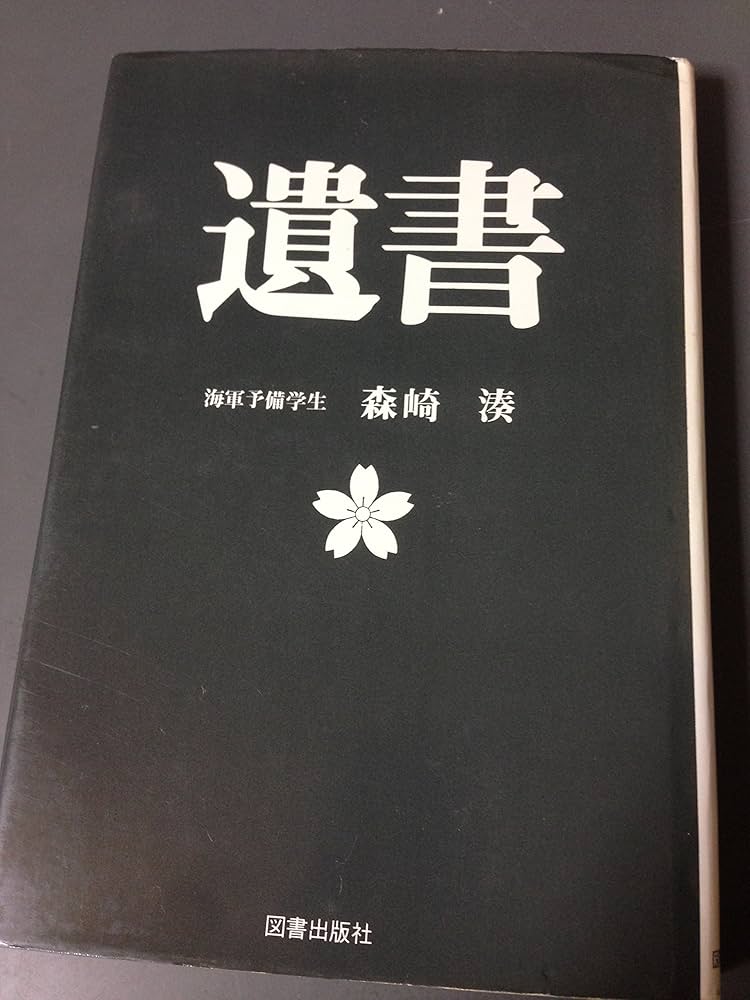 遺書
海軍予備学生 森崎 湊
図書出版社